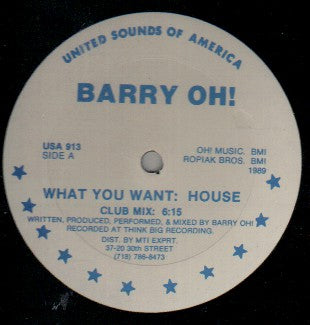 UNITED SOUNDS OF AMERICA
BARRY OH!
USA 913
SIDE A
OH! MUSIC. BMI
ROPIAK BROS. BMI
1989
WHAT YOU WANT: HOUSE
CLUB MIX: 6:15
WRITTEN, PRODUCED, PERFORMED, & MIXED BY BARRY OH!
RECORDED AT THINK BIG RECORDING.
DIST. BY MTI EXPRT.
37-20 30th STREET
(718) 786-8473